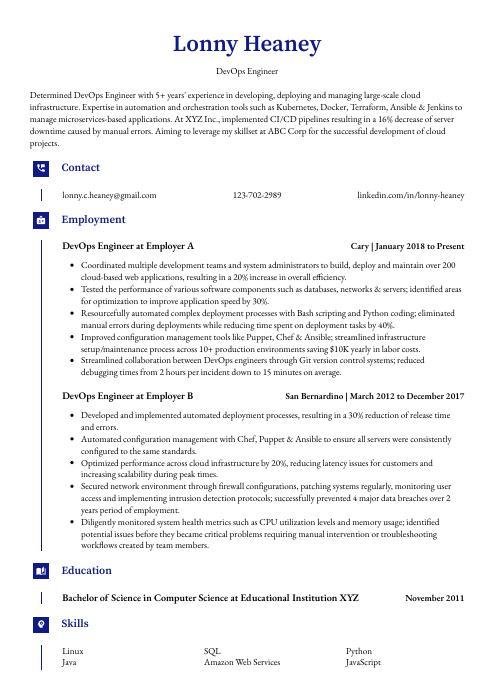 Lonny Heaney
DevOps Engineer
Determined DevOps Engineer with 5+ years' experience in developing, deploying and managing large-scale cloud
infrastructure. Expertise in automation and orchestration tools such as Kubernetes, Docker, Terraform, Ansible & Jenkins to
manage microservices-based applications. At XYZ Inc., implemented CI/CD pipelines resulting in a 16% decrease of server
downtime caused by manual errors. Aiming to leverage my skillset at ABC Corp for the successful development of cloud
projects.
Contact
lonny.c.heaney@gmail.com 123-702-2989 linkedin.com/in/lonny-heaney
Employment
DevOps Engineer at Employer A Cary | January 2018 to Present
• Coordinated multiple development teams and system administrators to build, deploy and maintain over 200
cloud-based web applications, resulting in a 20% increase in overall efficiency.
• Tested the performance of various software components such as databases, networks & servers; identified areas
for optimization to improve application speed by 30%.
• Resourcefully automated complex deployment processes with Bash scripting and Python coding; eliminated
manual errors during deployments while reducing time spent on deployment tasks by 40%.
• Improved configuration management tools like Puppet, Chef & Ansible; streamlined infrastructure
setup/maintenance process across 10+ production environments saving $10K yearly in labor costs.
• Streamlined collaboration between DevOps engineers through Git version control systems; reduced
debugging times from 2 hours per incident down to 15 minutes on average.
DevOps Engineer at Employer B San Bernardino | March 2012 to December 2017
• Developed and implemented automated deployment processes, resulting in a 30% reduction of release time
and errors.
• Automated configuration management with Chef, Puppet & Ansible to ensure all servers were consistently
configured to the same standards.
• Optimized performance across cloud infrastructure by 20%, reducing latency issues for customers and
increasing scalability during peak times.
• Secured network environment through firewall configurations, patching systems regularly, monitoring user
access and implementing intrusion detection protocols; successfully prevented 4 major data breaches over 2
years period of employment.
• Diligently monitored system health metrics such as CPU utilization levels and memory usage; identified
potential issues before they became critical problems requiring manual intervention or troubleshooting
workflows created by team members.
Education
Bachelor of Science in Computer Science at Educational Institution XYZ November 2011
Skills
Linux SQL Python
Java Amazon Web Services JavaScript